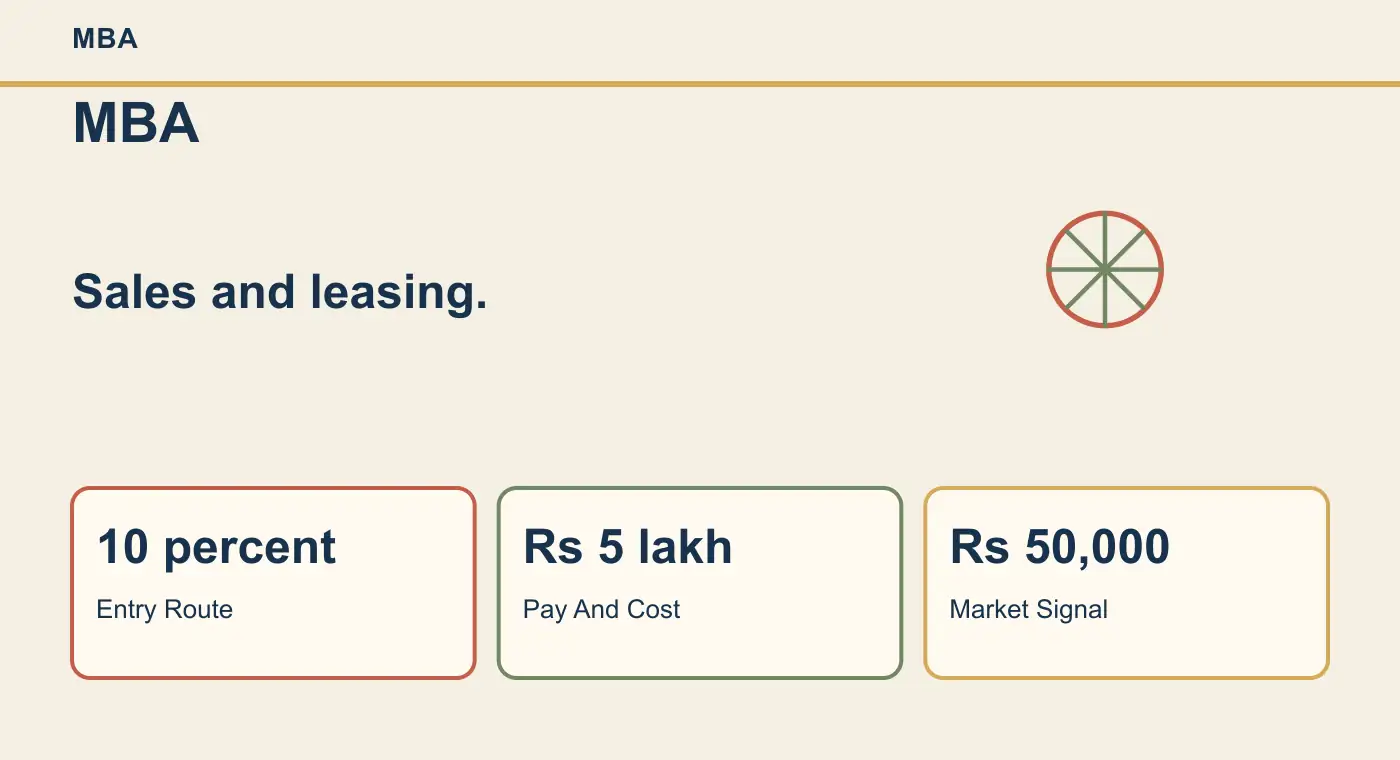 MBA
MBA
Sales and leasing.
10 percent
Entry Route
Rs 5 lakh
Pay And Cost
Rs 50,000
Market Signal